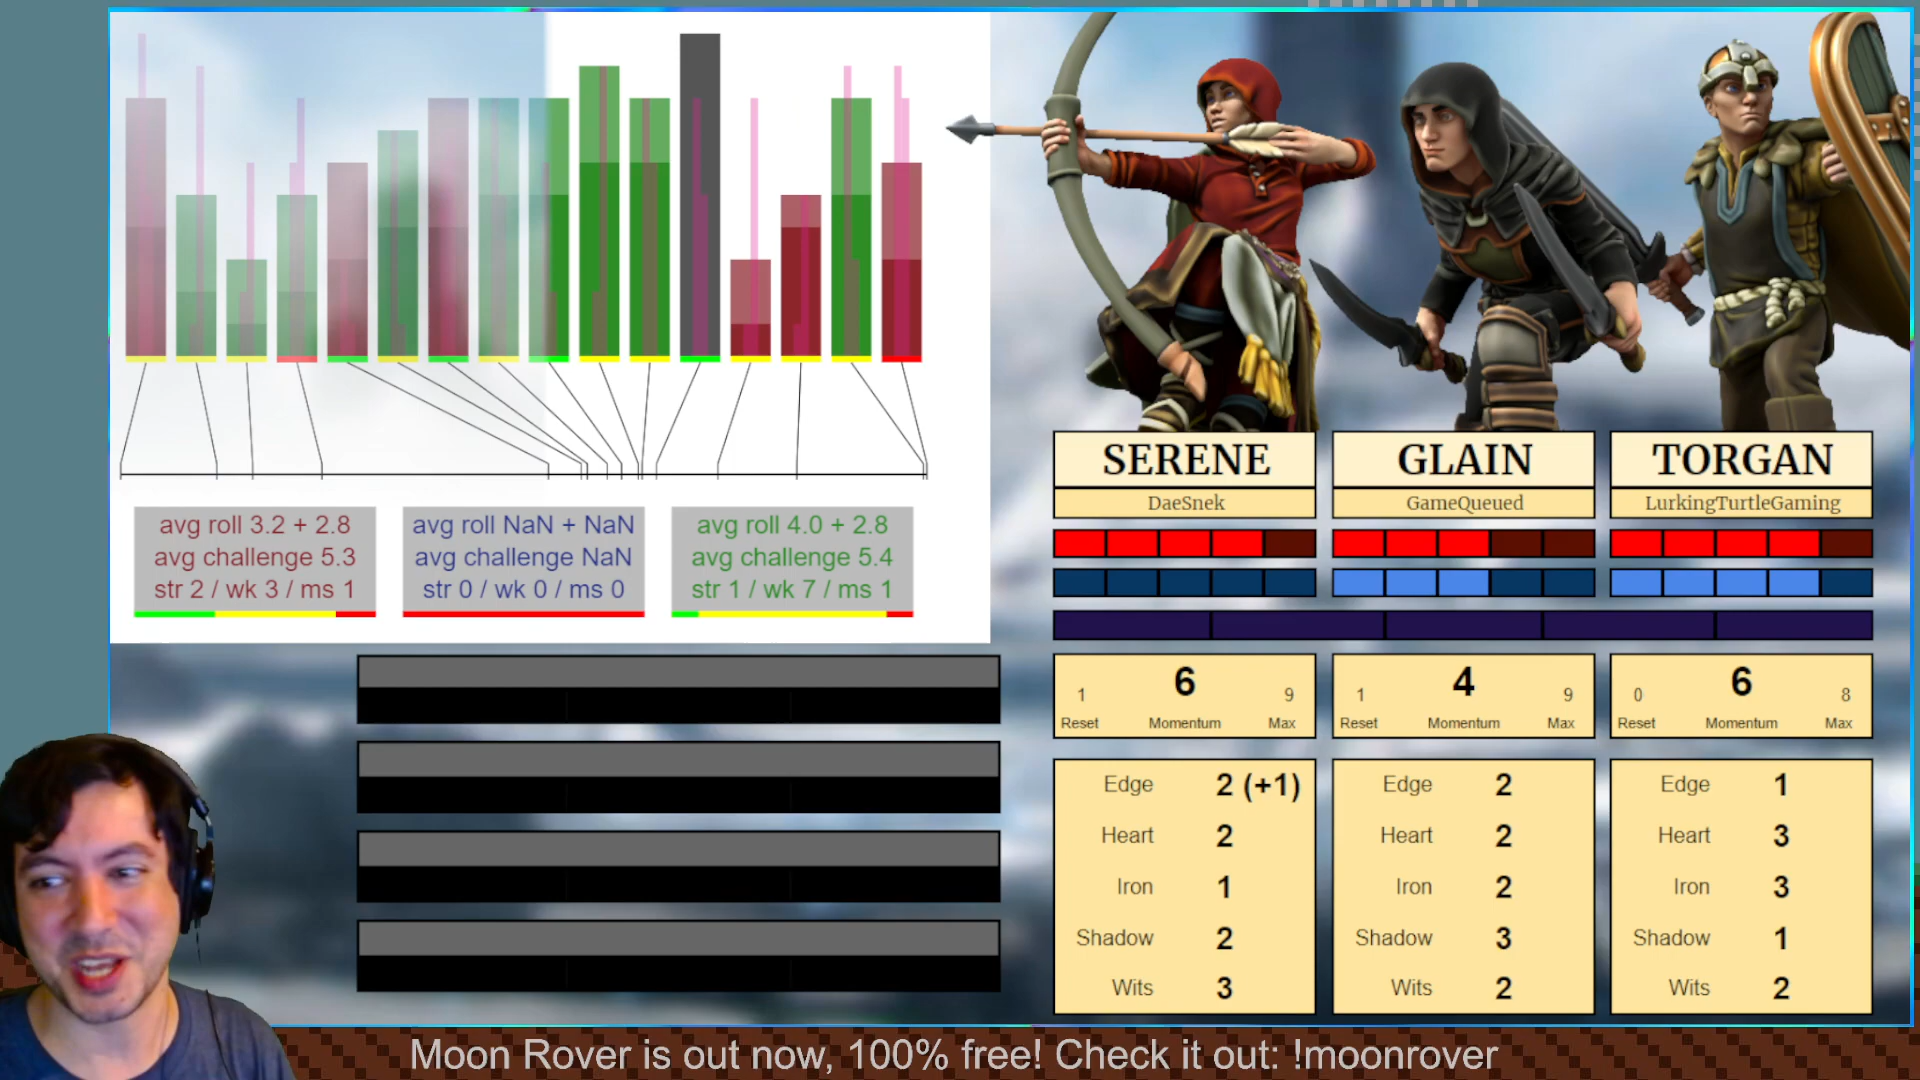 avg roll 3.2 + 2.8
avg challenge 5.3
str 2 / wk 3 / ms 1
avg roll NaN + NaN
avg challenge NaN
str 0 / wk 0 / ms 0
avg roll 4.0 + 2.8
avg challenge 5.4
str 1 / wk 7 / ms 1
SERENE
DaeSnek
GLAIN
GameQueued
TORGAN
LurkingTurtleGaming
1 6 9
Reset Momentum Max
1 4 9
Reset Momentum Max
0 6 8
Reset Momentum Max
Edge 2 (+1)
Heart 2
Iron 1
Shadow 2
Wits 3
Edge 2
Heart 2
Iron 2
Shadow 3
Wits 2
Edge 1
Heart 3
Iron 3
Shadow 1
Wits 2
Moon Rover is out now, 100% free! Check it out: !moonrover